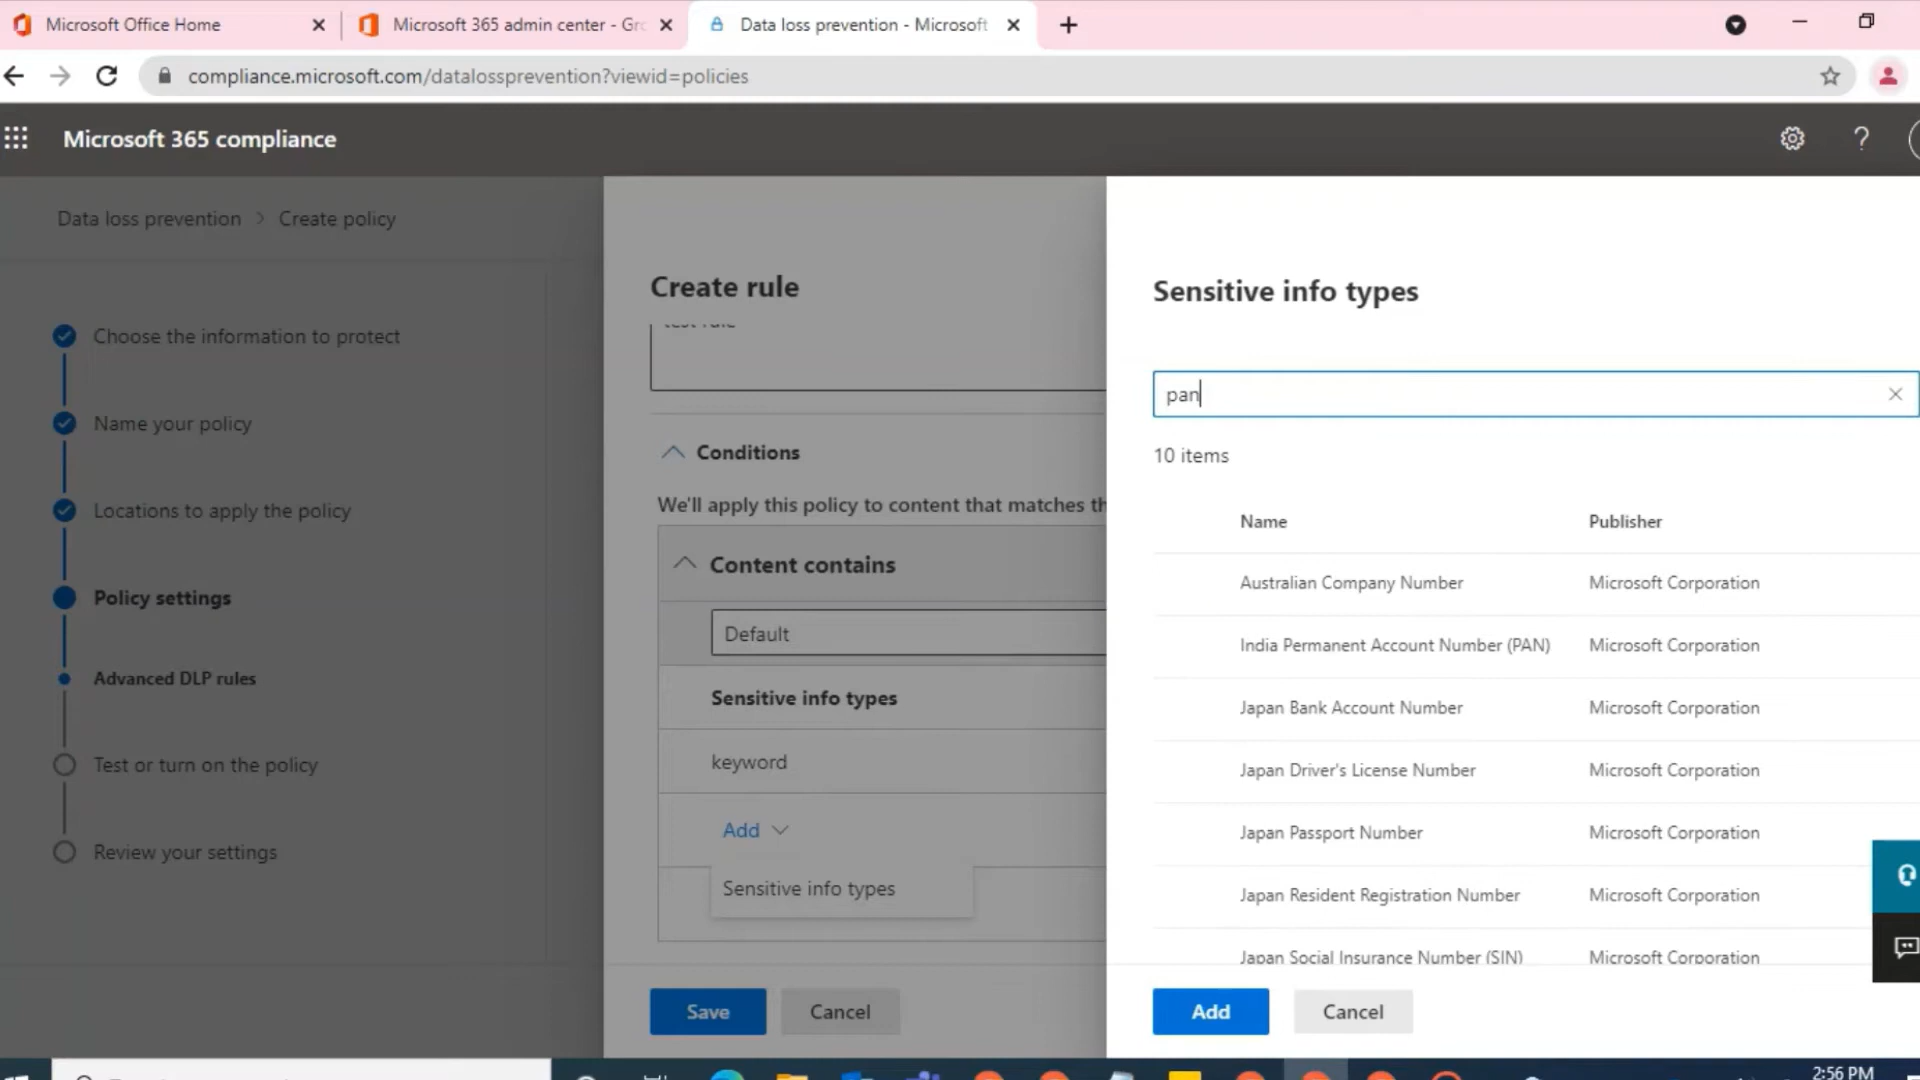 Microsoft Office Home
Microsoft 365 admin center - Gr
Data loss prevention - Microsoft
compliance.microsoft.com/datalossprevention?viewid=policies
Microsoft 365 compliance
Data loss prevention > Create policy
Choose the information to protect
Name your policy
Locations to apply the policy
Policy settings
Advanced DLP rules
Test or turn on the policy
Review your settings
Create rule
test rule
Conditions
We'll apply this policy to content that matches th
Content contains
Default
Sensitive info types
keyword
Add
Sensitive info types
Save
Cancel
Sensitive info types
pan
10 items
Name Publisher
Australian Company Number Microsoft Corporation
India Permanent Account Number (PAN) Microsoft Corporation
Japan Bank Account Number Microsoft Corporation
Japan Driver's License Number Microsoft Corporation
Japan Passport Number Microsoft Corporation
Japan Resident Registration Number Microsoft Corporation
Japan Social Insurance Number (SIN) Microsoft Corporation
Add
Cancel
2:56 PM